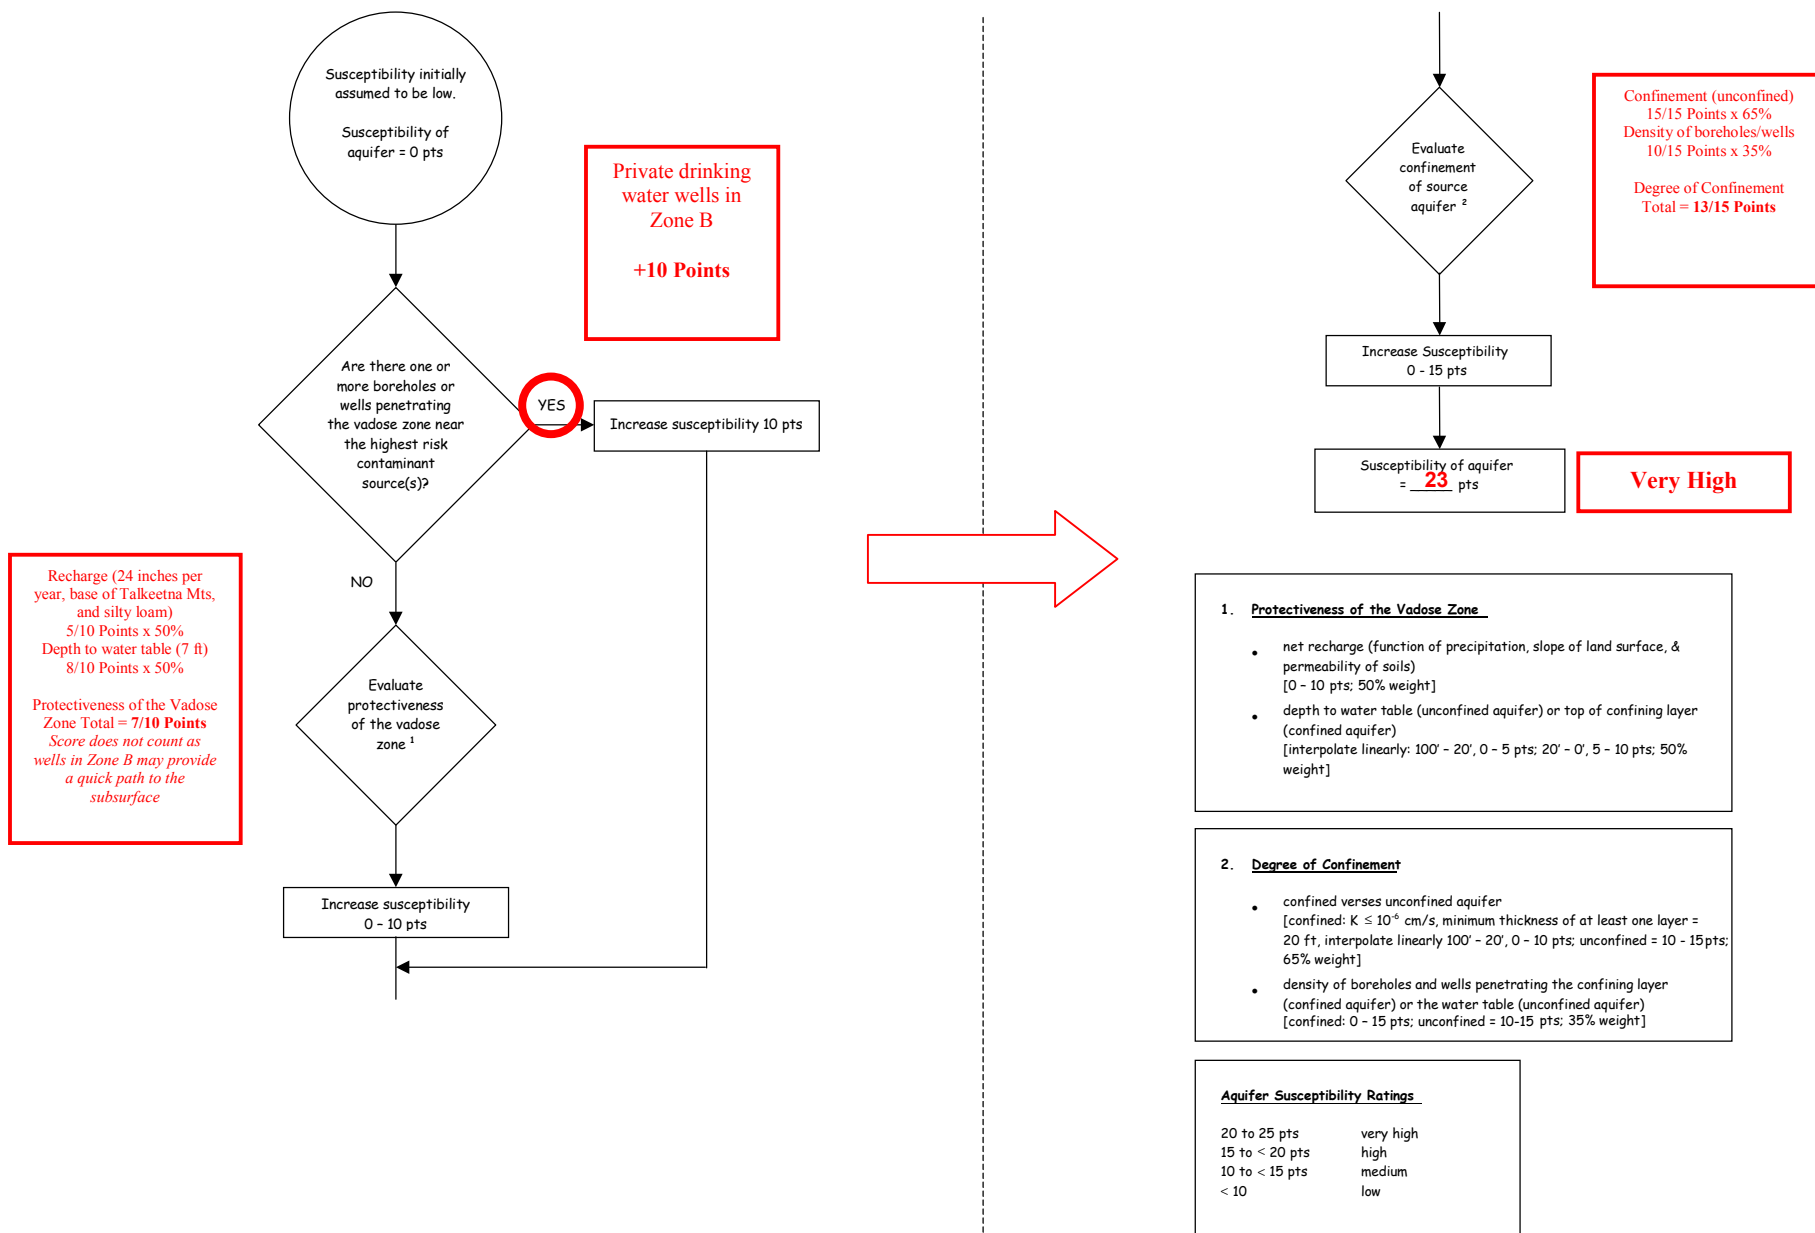 Susceptibility initially
assumed to be low.
Susceptibility of
aquifer = 0 pts
Private drinking
water wells in
Zone B
+10 Points
Are there one or
more boreholes or
wells penetrating
the vadose zone near
the highest risk
contaminant
source(s)?
YES
Increase susceptibility 10 pts
NO
Recharge (24 inches per
year, base of Talkeetna Mts,
and silty loam)
5/10 Points x 50%
Depth to water table (7 ft)
8/10 Points x 50%
Protectiveness of the Vadose
Zone Total = 7/10 Points
Score does not count as
wells in Zone B may provide
a quick path to the
subsurface
Evaluate
protectiveness
of the vadose
zone ¹
Increase susceptibility
0 – 10 pts
Evaluate
confinement
of source
aquifer ²
Confinement (unconfined)
15/15 Points x 65%
Density of boreholes/wells
10/15 Points x 35%
Degree of Confinement
Total = 13/15 Points
Increase Susceptibility
0 - 15 pts
Susceptibility of aquifer
= __23__ pts
Very High
1. Protectiveness of the Vadose Zone
• net recharge (function of precipitation, slope of land surface, &
permeability of soils)
[0 – 10 pts; 50% weight]
• depth to water table (unconfined aquifer) or top of confining layer
(confined aquifer)
[interpolate linearly: 100’ – 20’, 0 – 5 pts; 20’ – 0’, 5 – 10 pts; 50%
weight]
2. Degree of Confinement
• confined verses unconfined aquifer
[confined: K ≤ 10⁻⁶ cm/s, minimum thickness of at least one layer =
20 ft, interpolate linearly 100’ – 20’, 0 – 10 pts; unconfined = 10 - 15 pts;
65% weight]
• density of boreholes and wells penetrating the confining layer
(confined aquifer) or the water table (unconfined aquifer)
[confined: 0 – 15 pts; unconfined = 10-15 pts; 35% weight]
Aquifer Susceptibility Ratings
20 to 25 pts very high
15 to < 20 pts high
10 to < 15 pts medium
< 10 low